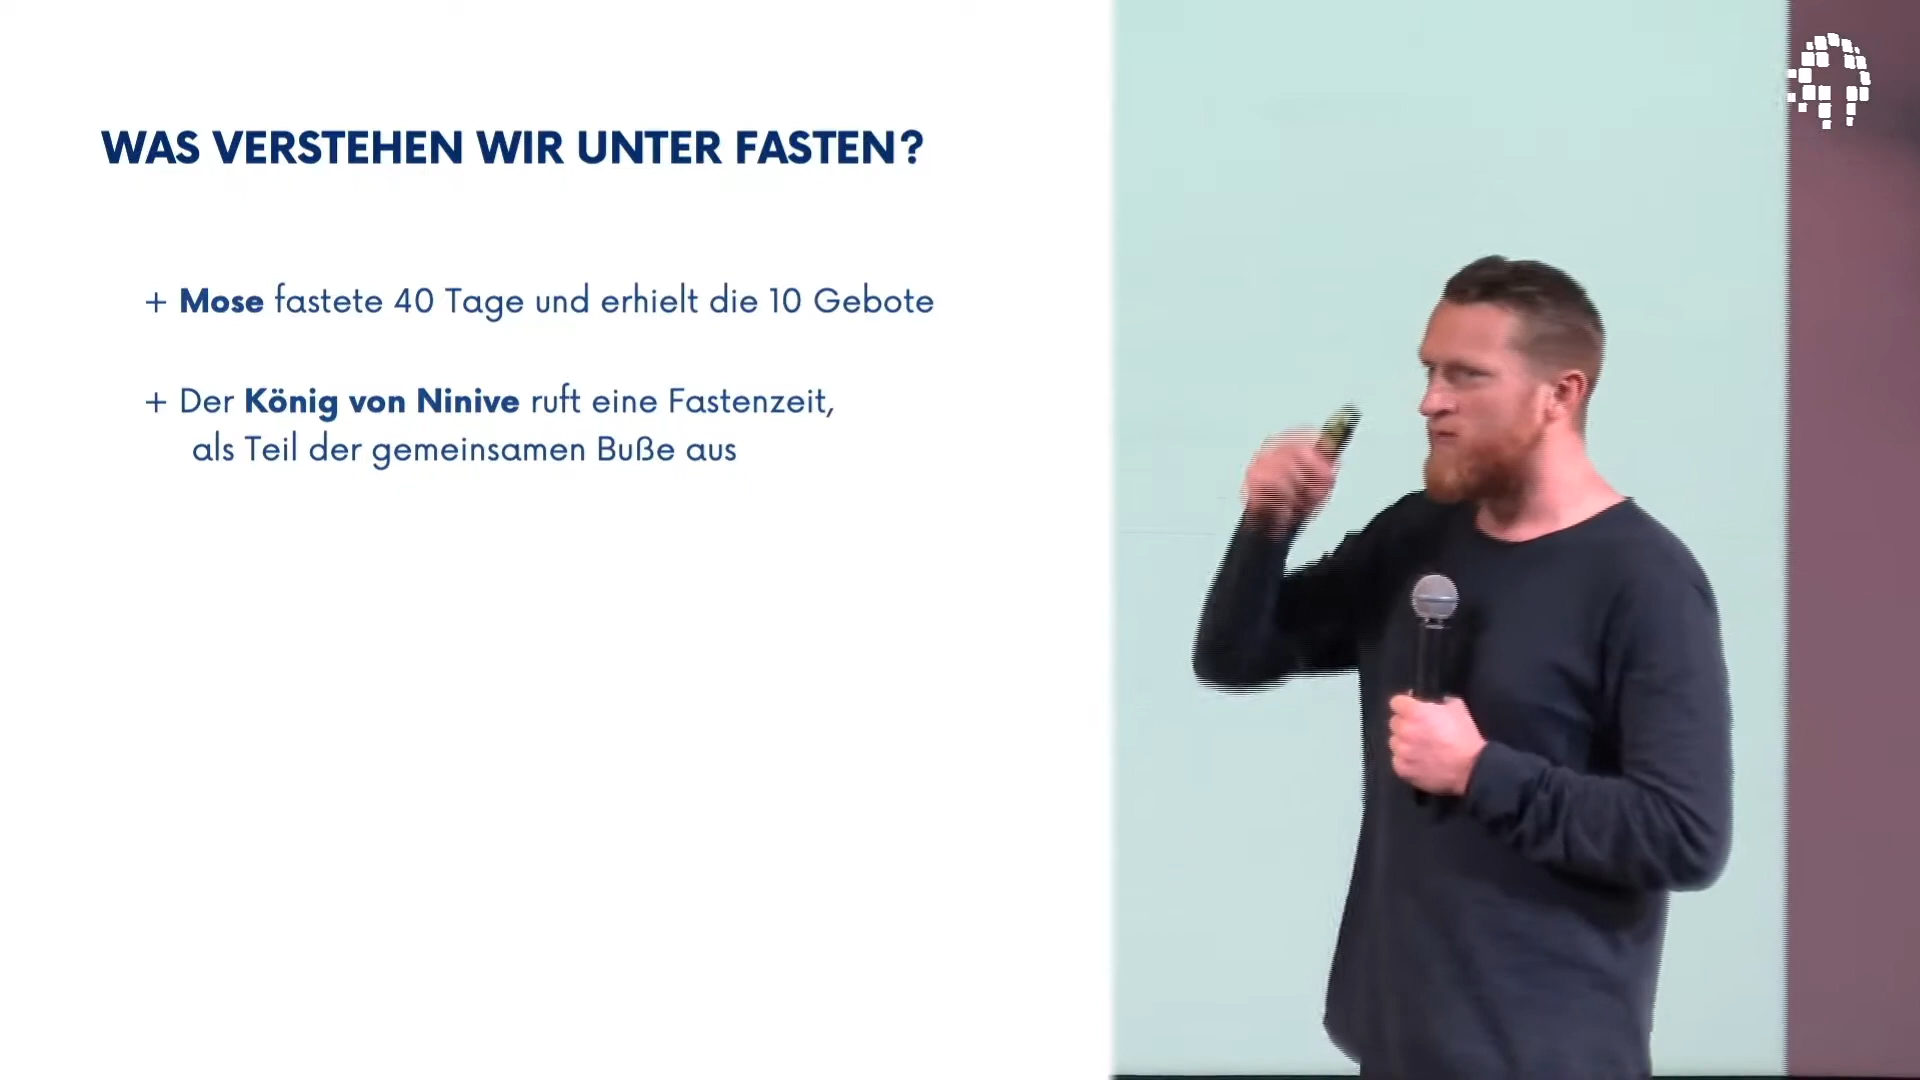 WAS VERSTEHEN WIR UNTER FASTEN?
+ Mose fastete 40 Tage und erhielt die 10 Gebote
+ Der König von Ninive ruft eine Fastenzeit,
als Teil der gemeinsamen Buße aus